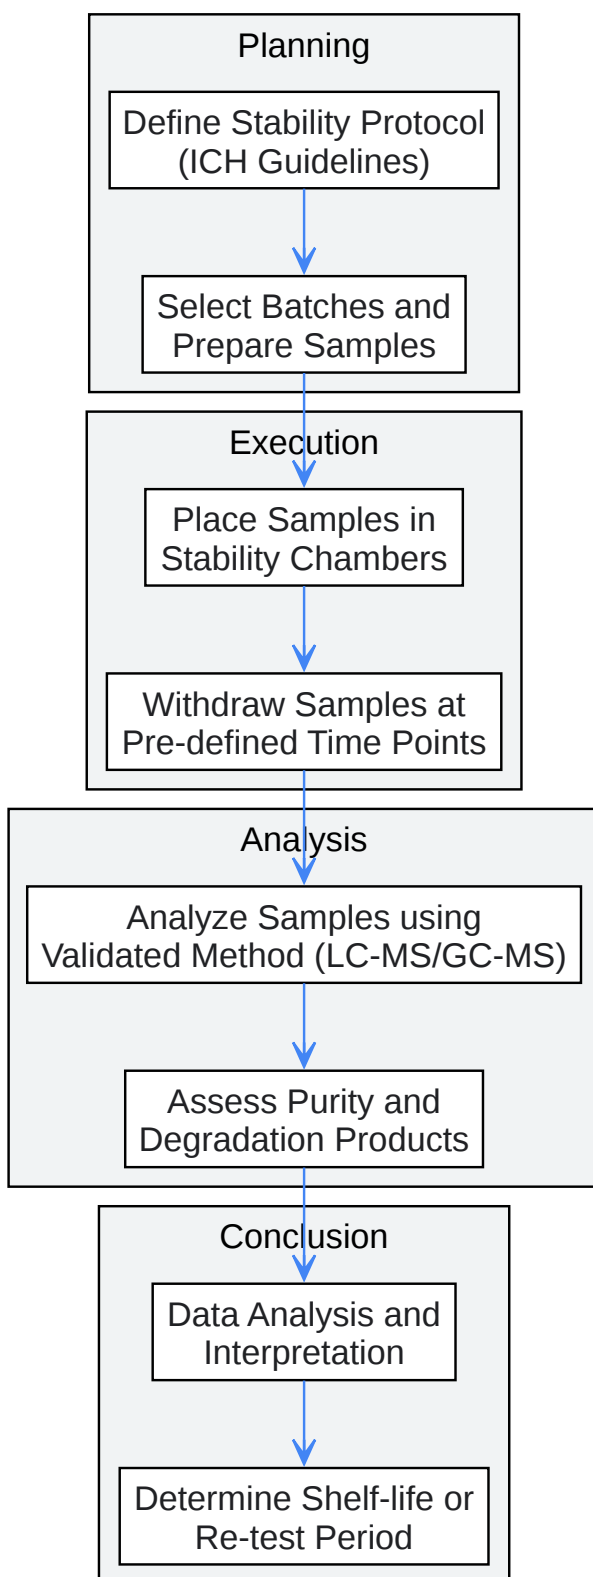 Planning
Define Stability Protocol
(ICH Guidelines)
Select Batches and
Prepare Samples
Execution
Place Samples in
Stability Chambers
Withdraw Samples at
Pre-defined Time Points
Analysis
Analyze Samples using
Validated Method (LC-MS/GC-MS)
Assess Purity and
Degradation Products
Conclusion
Data Analysis and
Interpretation
Determine Shelf-life or
Re-test Period